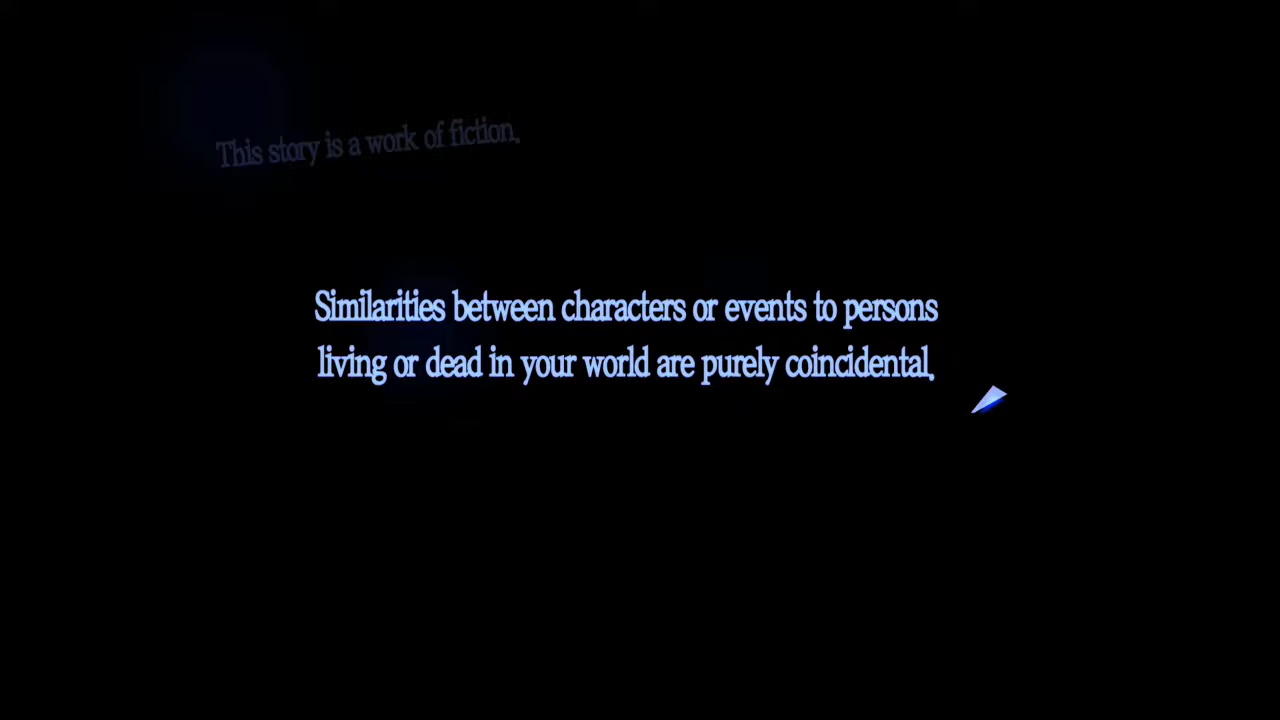 This story is a work of fiction.
Similarities between characters or events to persons
living or dead in your world are purely coincidental.